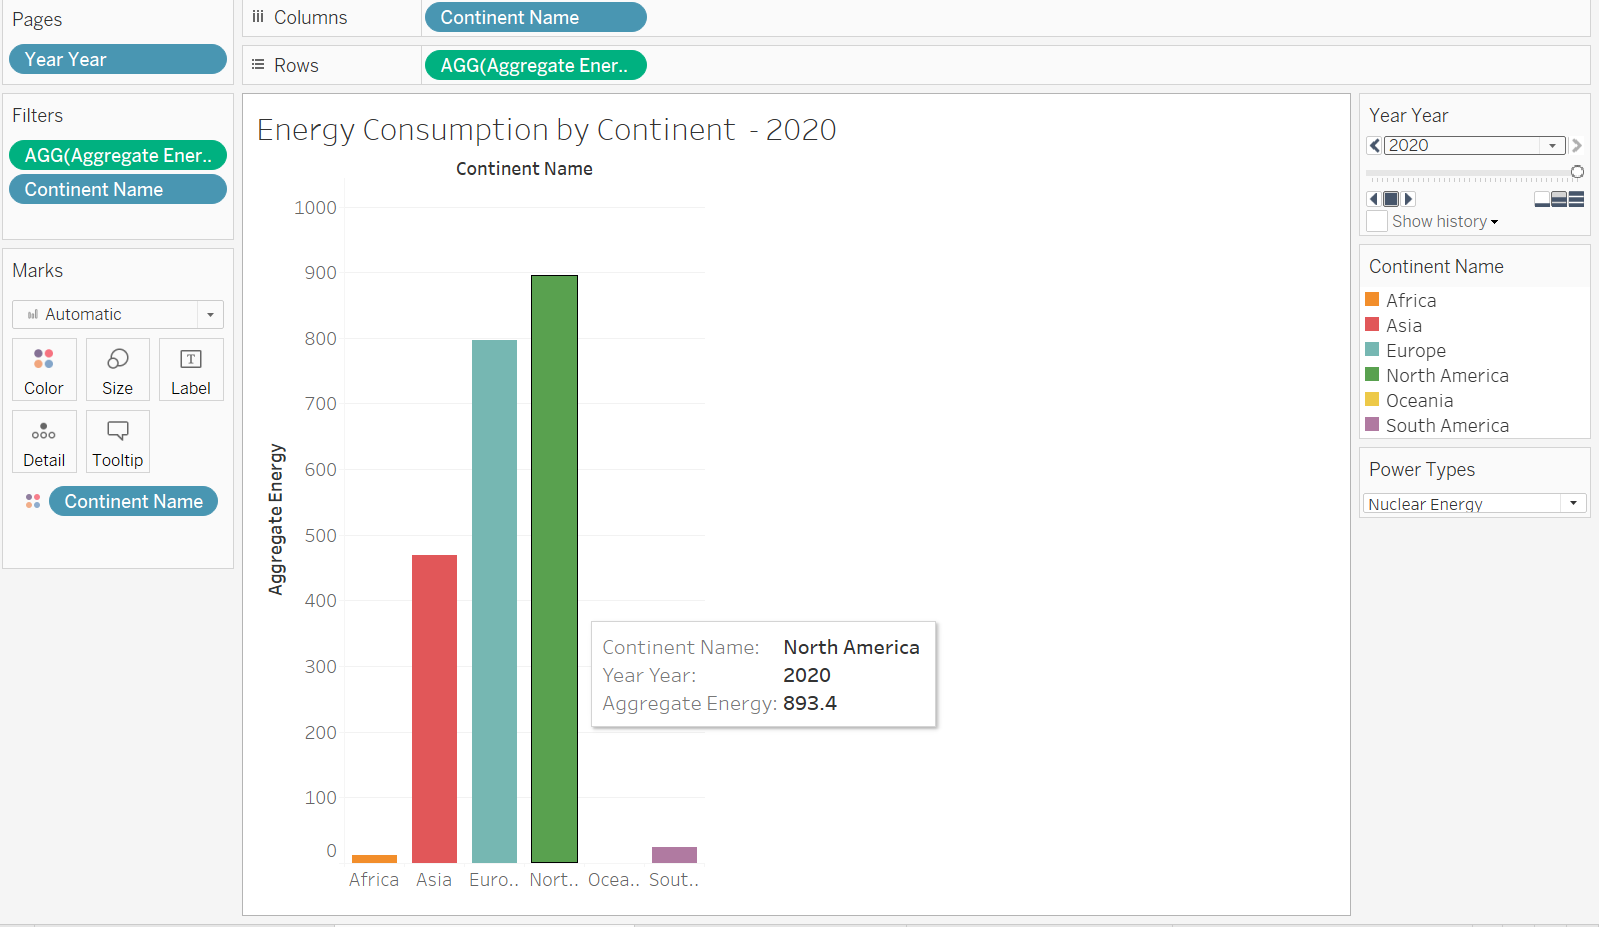 Pages
Year Year
Filters
AGG(Aggregate Ener..
Continent Name
Marks
Automatic
Color
Size
Label
Detail
Tooltip
Continent Name
Columns
Continent Name
Rows
AGG(Aggregate Ener..
Energy Consumption by Continent - 2020
Continent Name
Aggregate Energy
1000
900
800
700
600
500
400
300
200
100
0
Africa Asia Euro.. Nort.. Ocea.. Sout..
Continent Name: North America
Year Year: 2020
Aggregate Energy: 893.4
Year Year
2020
Show history
Continent Name
Africa
Asia
Europe
North America
Oceania
South America
Power Types
Nuclear Energy